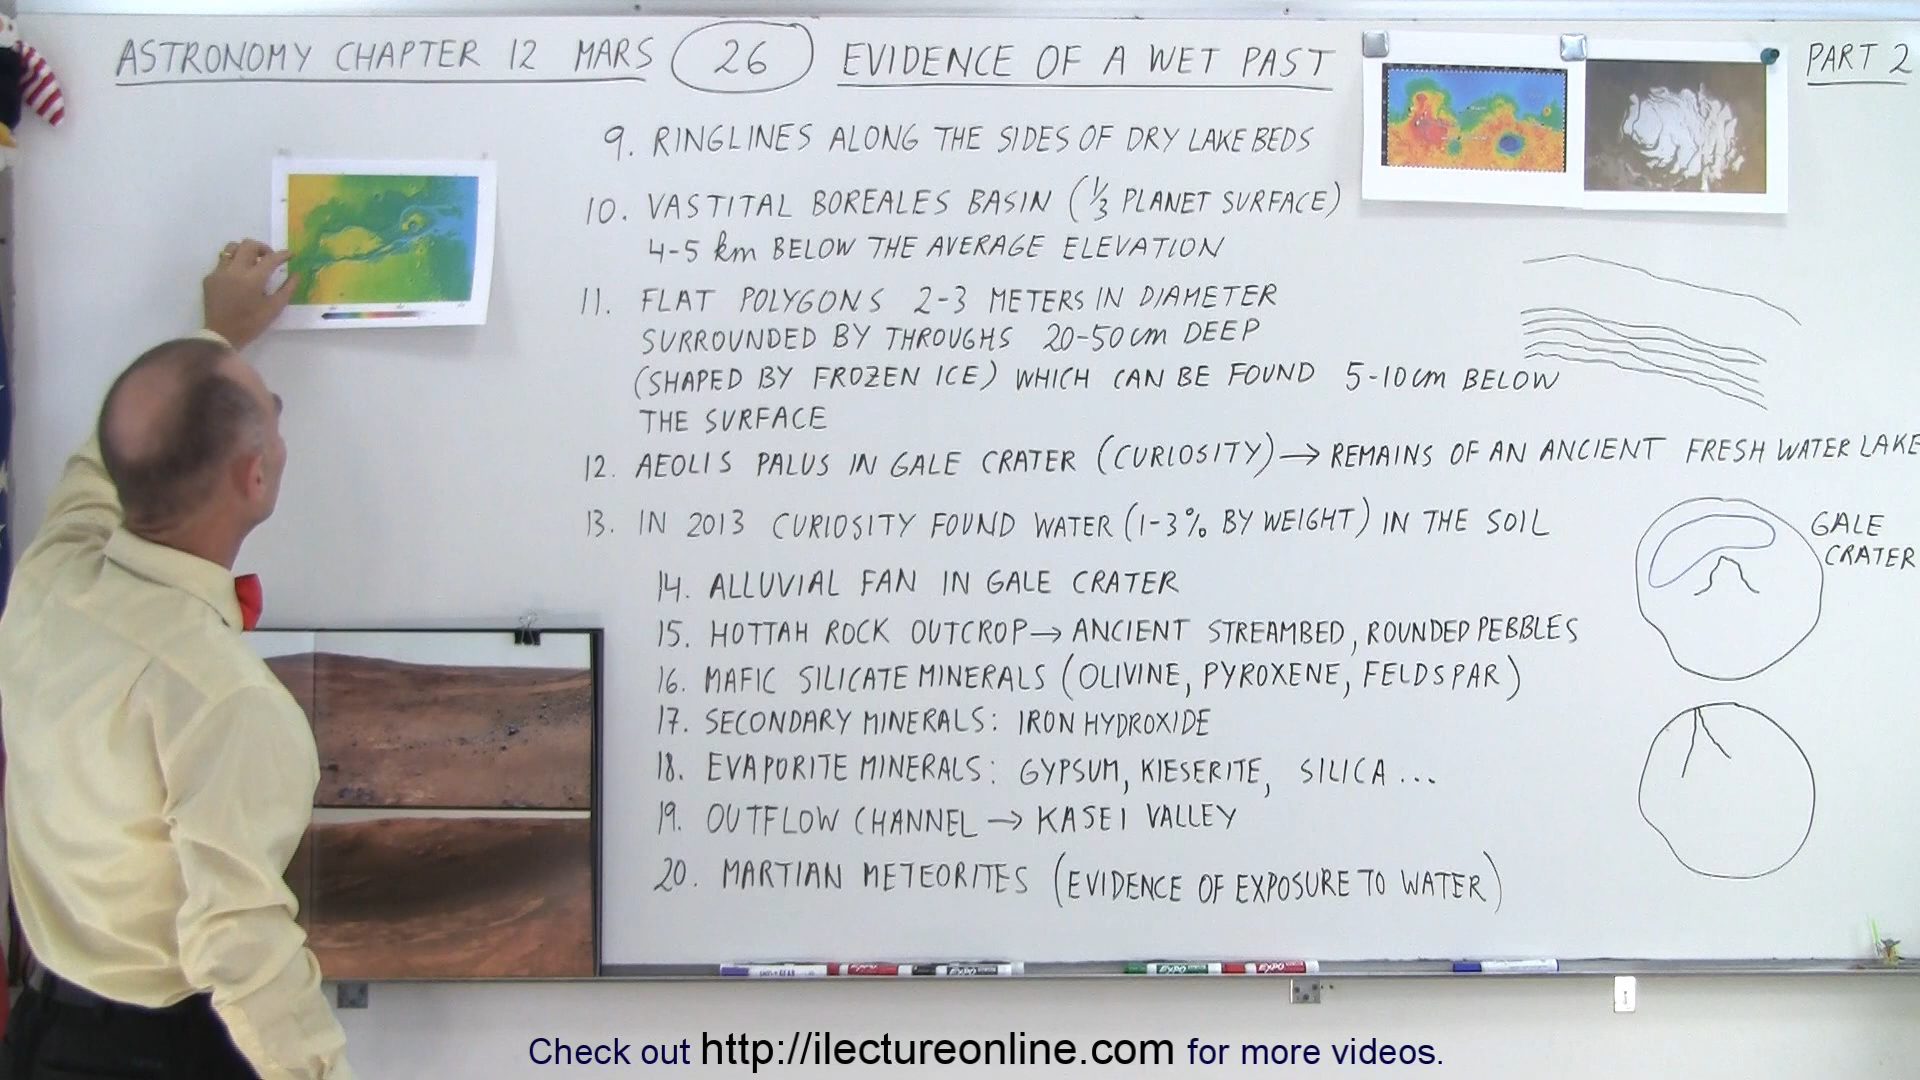 ASTRONOMY CHAPTER 12 MARS 26 EVIDENCE OF A WET PAST PART 2
9. RINGLINES ALONG THE SIDES OF DRY LAKE BEDS
10. VASTITAL BOREALES BASIN (1/3 PLANET SURFACE)
4-5 km BELOW THE AVERAGE ELEVATION
11. FLAT POLYGONS 2-3 METERS IN DIAMETER
SURROUNDED BY THROUGHS 20-50cm DEEP
(SHAPED BY FROZEN ICE) WHICH CAN BE FOUND 5-10cm BELOW
THE SURFACE
12. AEOLIS PALUS IN GALE CRATER (CURIOSITY) → REMAINS OF AN ANCIENT FRESH WATER LAKE
13. IN 2013 CURIOSITY FOUND WATER (1-3% BY WEIGHT) IN THE SOIL
GALE
CRATER
14. ALLUVIAL FAN IN GALE CRATER
15. HOTTAH ROCK OUTCROP → ANCIENT STREAMBED, ROUNDED PEBBLES
16. MAFIC SILICATE MINERALS (OLIVINE, PYROXENE, FELDSPAR)
17. SECONDARY MINERALS: IRON HYDROXIDE
18. EVAPORITE MINERALS: GYPSUM, KIESERITE, SILICA ...
19. OUTFLOW CHANNEL → KASEI VALLEY
20. MARTIAN METEORITES (EVIDENCE OF EXPOSURE TO WATER)
EXPO EXPO EXPO EXPO
Check out http://ilectureonline.com for more videos.